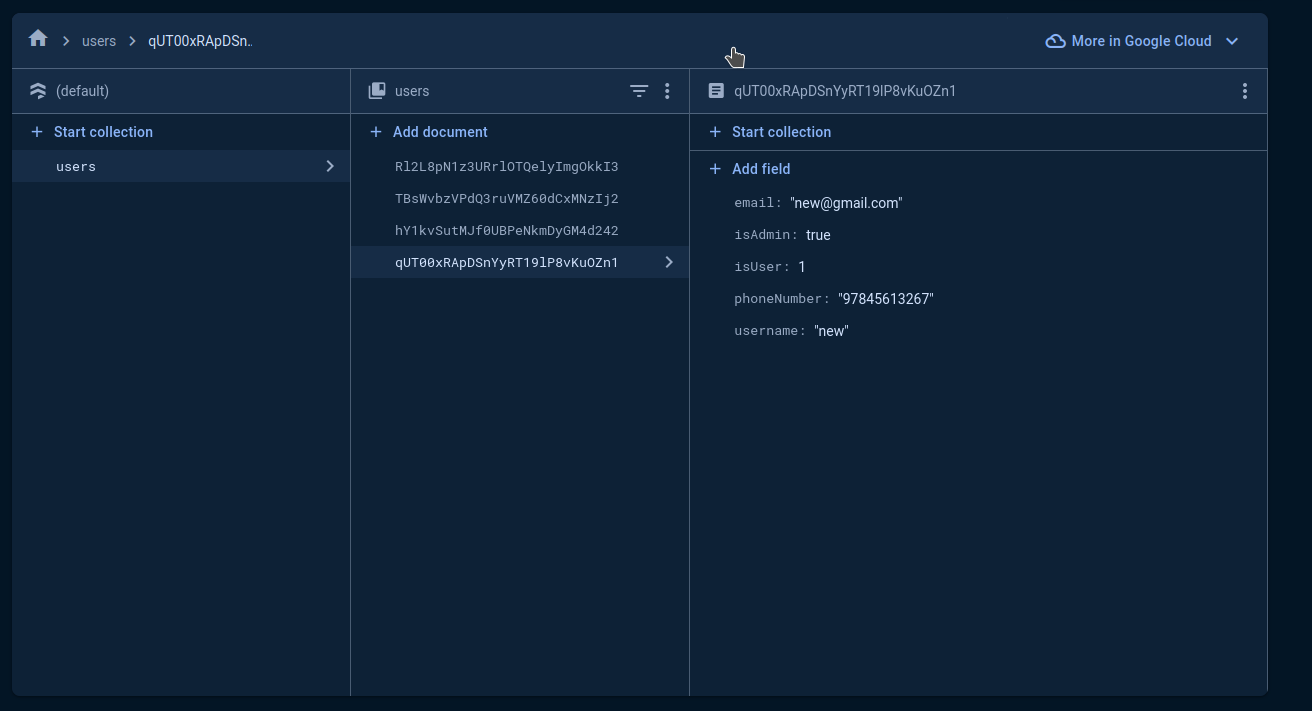 users qUT00xRApDSn..
More in Google Cloud
(default)
Start collection
users
users
Add document
Rl2L8pN1z3URrlOTQelyImgOkkI3
TBsWvbzVPdQ3ruVMZ60dCxMNzIj2
hY1kvSutMJf0UBPeNkmDyGM4d242
qUT00xRApDSnYyRT19lP8vKuOZn1
qUT00xRApDSnYyRT19lP8vKuOZn1
Start collection
Add field
email: "new@gmail.com"
isAdmin: true
isUser: 1
phoneNumber: "97845613267"
username: "new"